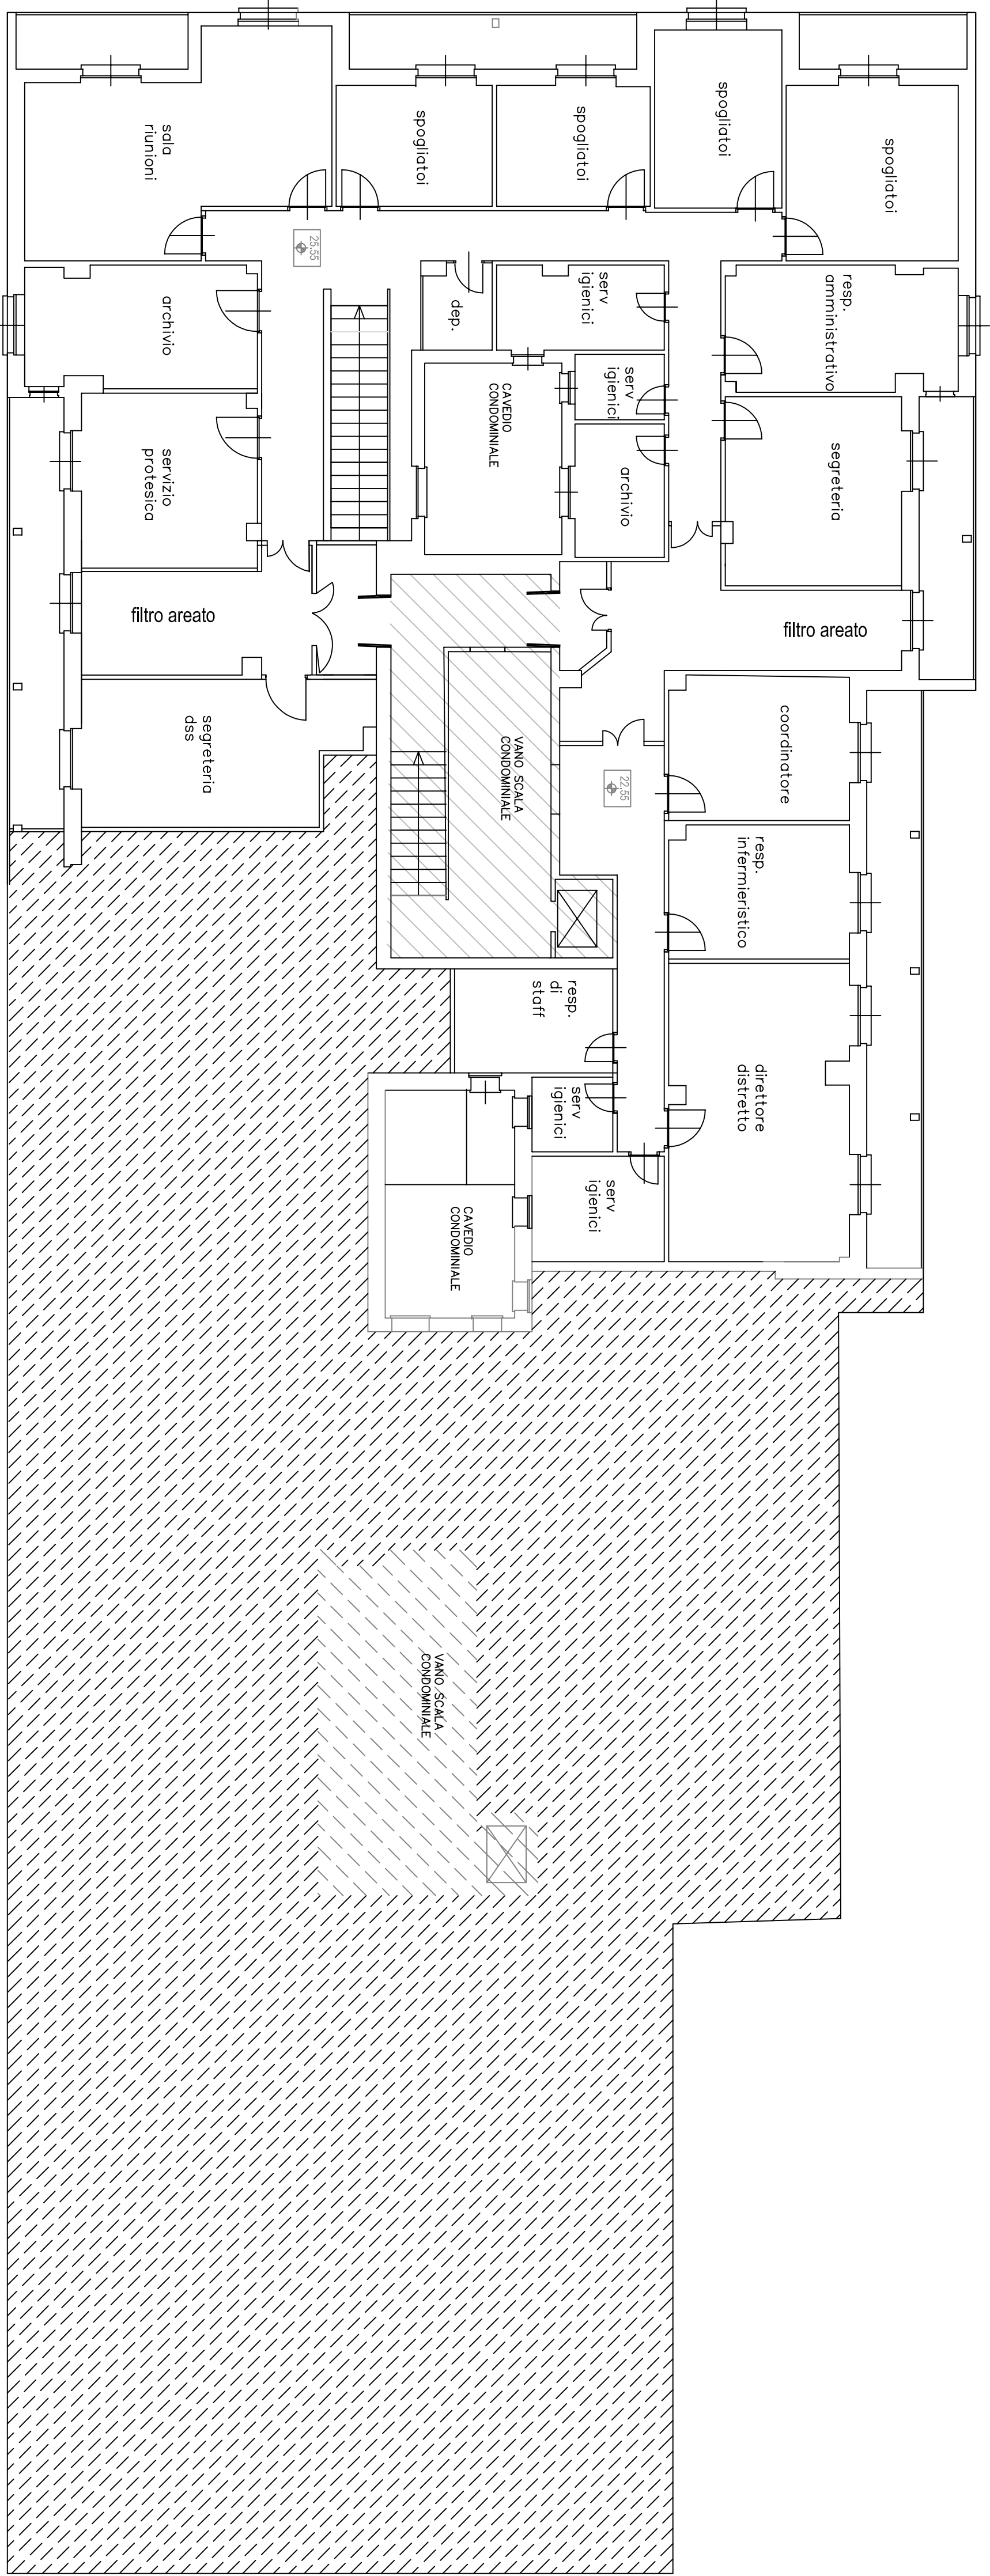 sala
riunioni
spogliatoi
spogliatoi
spogliatoi
spogliatoi
25.55
archivio
dep.
serv
igienici
resp.
amministrativo
serv
igienici
CAVEDIO
CONDOMINIALE
servizio
protesica
archivio
segreteria
filtro areato
filtro areato
segreteria
dss
VANO SCALA
CONDOMINIALE
22.55
coordinatore
resp.
infermieristico
resp.
di
staff
direttore
distretto
serv
igienici
serv
igienici
CAVEDIO
CONDOMINIALE
VANO SCALA
CONDOMINIALE